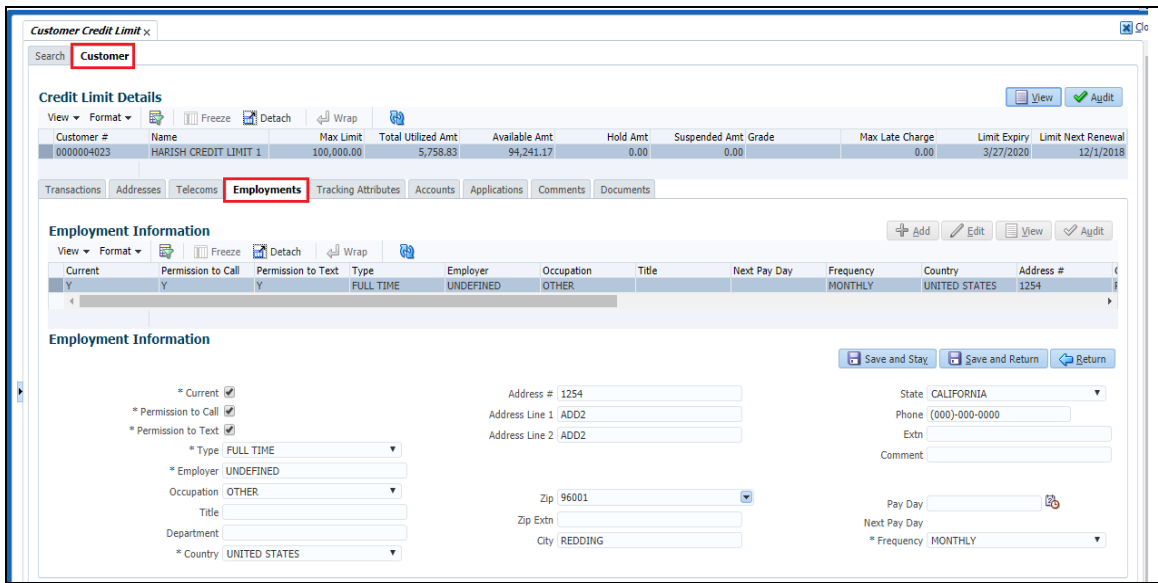 Customer Credit Limit ×
Clo
Search Customer
Credit Limit Details
View Audit
View Format Freeze Detach Wrap
Customer # Name Max Limit Total Utilized Amt Available Amt Hold Amt Suspended Amt Grade Max Late Charge Limit Expiry Limit Next Renewal
0000004023 HARISH CREDIT LIMIT 1 100,000.00 5,758.83 94,241.17 0.00 0.00 0.00 3/27/2020 12/1/2018
Transactions Addresses Telecoms Employments Tracking Attributes Accounts Applications Comments Documents
Employment Information
Add Edit View Audit
View Format Freeze Detach Wrap
Current Permission to Call Permission to Text Type Employer Occupation Title Next Pay Day Frequency Country Address #
Y Y Y FULL TIME UNDEFINED OTHER MONTHLY UNITED STATES 1254
Employment Information
Save and Stay Save and Return Return
* Current Address # 1254 State CALIFORNIA
* Permission to Call Address Line 1 ADD2 Phone (000)-000-0000
* Permission to Text Address Line 2 ADD2 Extn
* Type FULL TIME Comment
* Employer UNDEFINED
Occupation OTHER Zip 96001 Pay Day
Title Zip Extn Next Pay Day
Department City REDDING * Frequency MONTHLY
* Country UNITED STATES